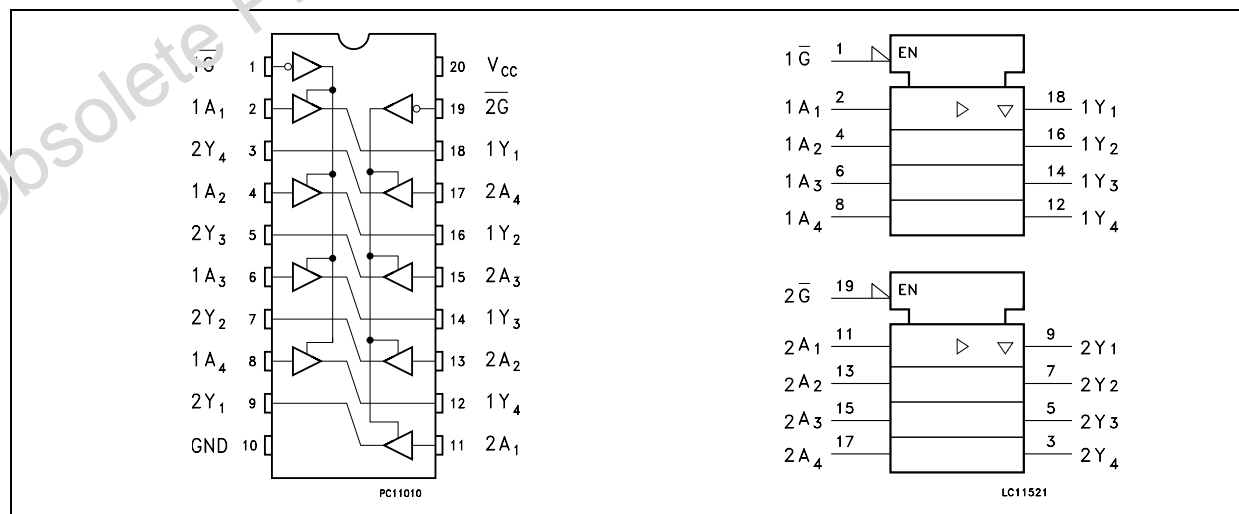 Obsolete P
1G̅ 1
1A₁ 2
2Y₄ 3
1A₂ 4
2Y₃ 5
1A₃ 6
2Y₂ 7
1A₄ 8
2Y₁ 9
GND 10
20 V_CC
19 2G̅
18 1Y₁
17 2A₄
16 1Y₂
15 2A₃
14 1Y₃
13 2A₂
12 1Y₄
11 2A₁
PC11010
1G̅ 1 EN
1A₁ 2 18 1Y₁
1A₂ 4 16 1Y₂
1A₃ 6 14 1Y₃
1A₄ 8 12 1Y₄
2G̅ 19 EN
2A₁ 11 9 2Y₁
2A₂ 13 7 2Y₂
2A₃ 15 5 2Y₃
2A₄ 17 3 2Y₄
LC11521